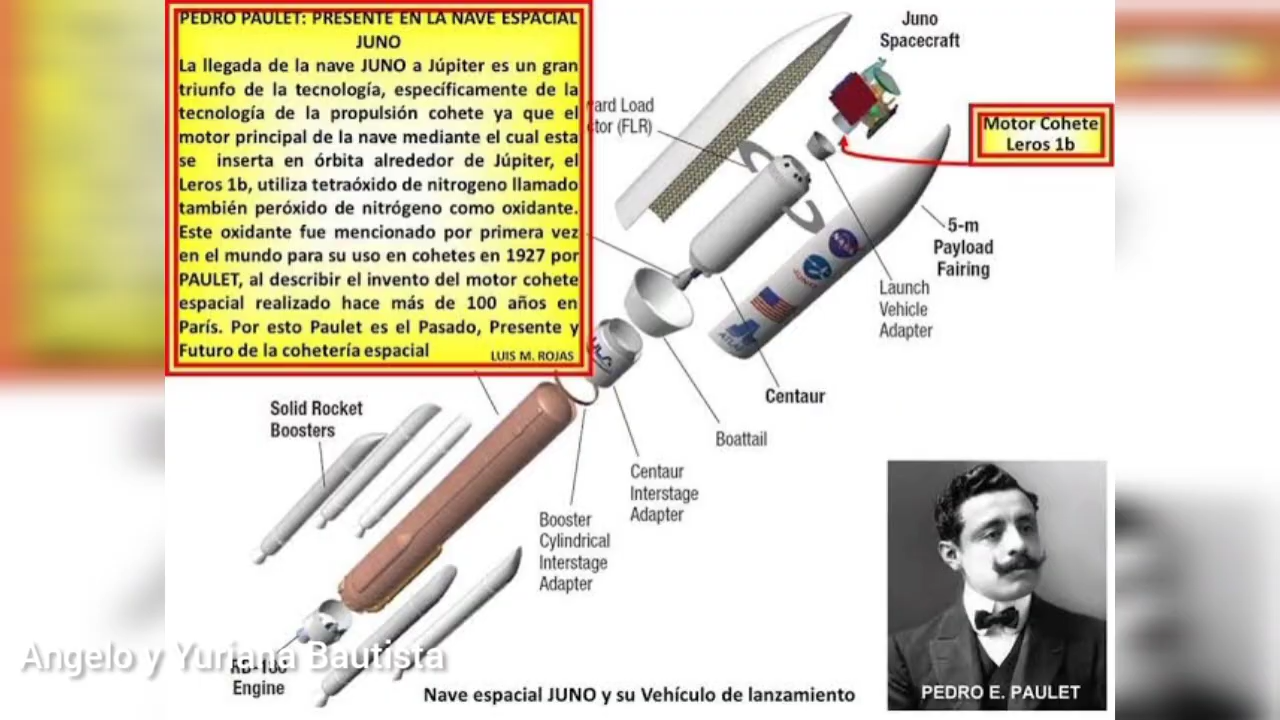 PEDRO PAULET: PRESENTE EN LA NAVE ESPACIAL
JUNO
La llegada de la nave JUNO a Júpiter es un gran
triunfo de la tecnología, específicamente de la
tecnología de la propulsión cohete ya que el
motor principal de la nave mediante el cual esta
se inserta en órbita alrededor de Júpiter, el
Leros 1b, utiliza tetraóxido de nitrogeno llamado
también peróxido de nitrógeno como oxidante.
Este oxidante fue mencionado por primera vez
en el mundo para su uso en cohetes en 1927 por
PAULET, al describir el invento del motor cohete
espacial realizado hace más de 100 años en
París. Por esto Paulet es el Pasado, Presente y
Futuro de la cohetería espacial
LUIS M. ROJAS
Juno
Spacecraft
Load
(FLR)
Motor Cohete
Leros 1b
5-m
Payload
Fairing
Launch
Vehicle
Adapter
NASA
JUNO
Centaur
Boattail
Centaur
Interstage
Adapter
Booster
Cylindrical
Interstage
Adapter
Solid Rocket
Boosters
Engine
Angelo y Yuriana Bautista
Nave espacial JUNO y su Vehículo de lanzamiento
PEDRO E. PAULET